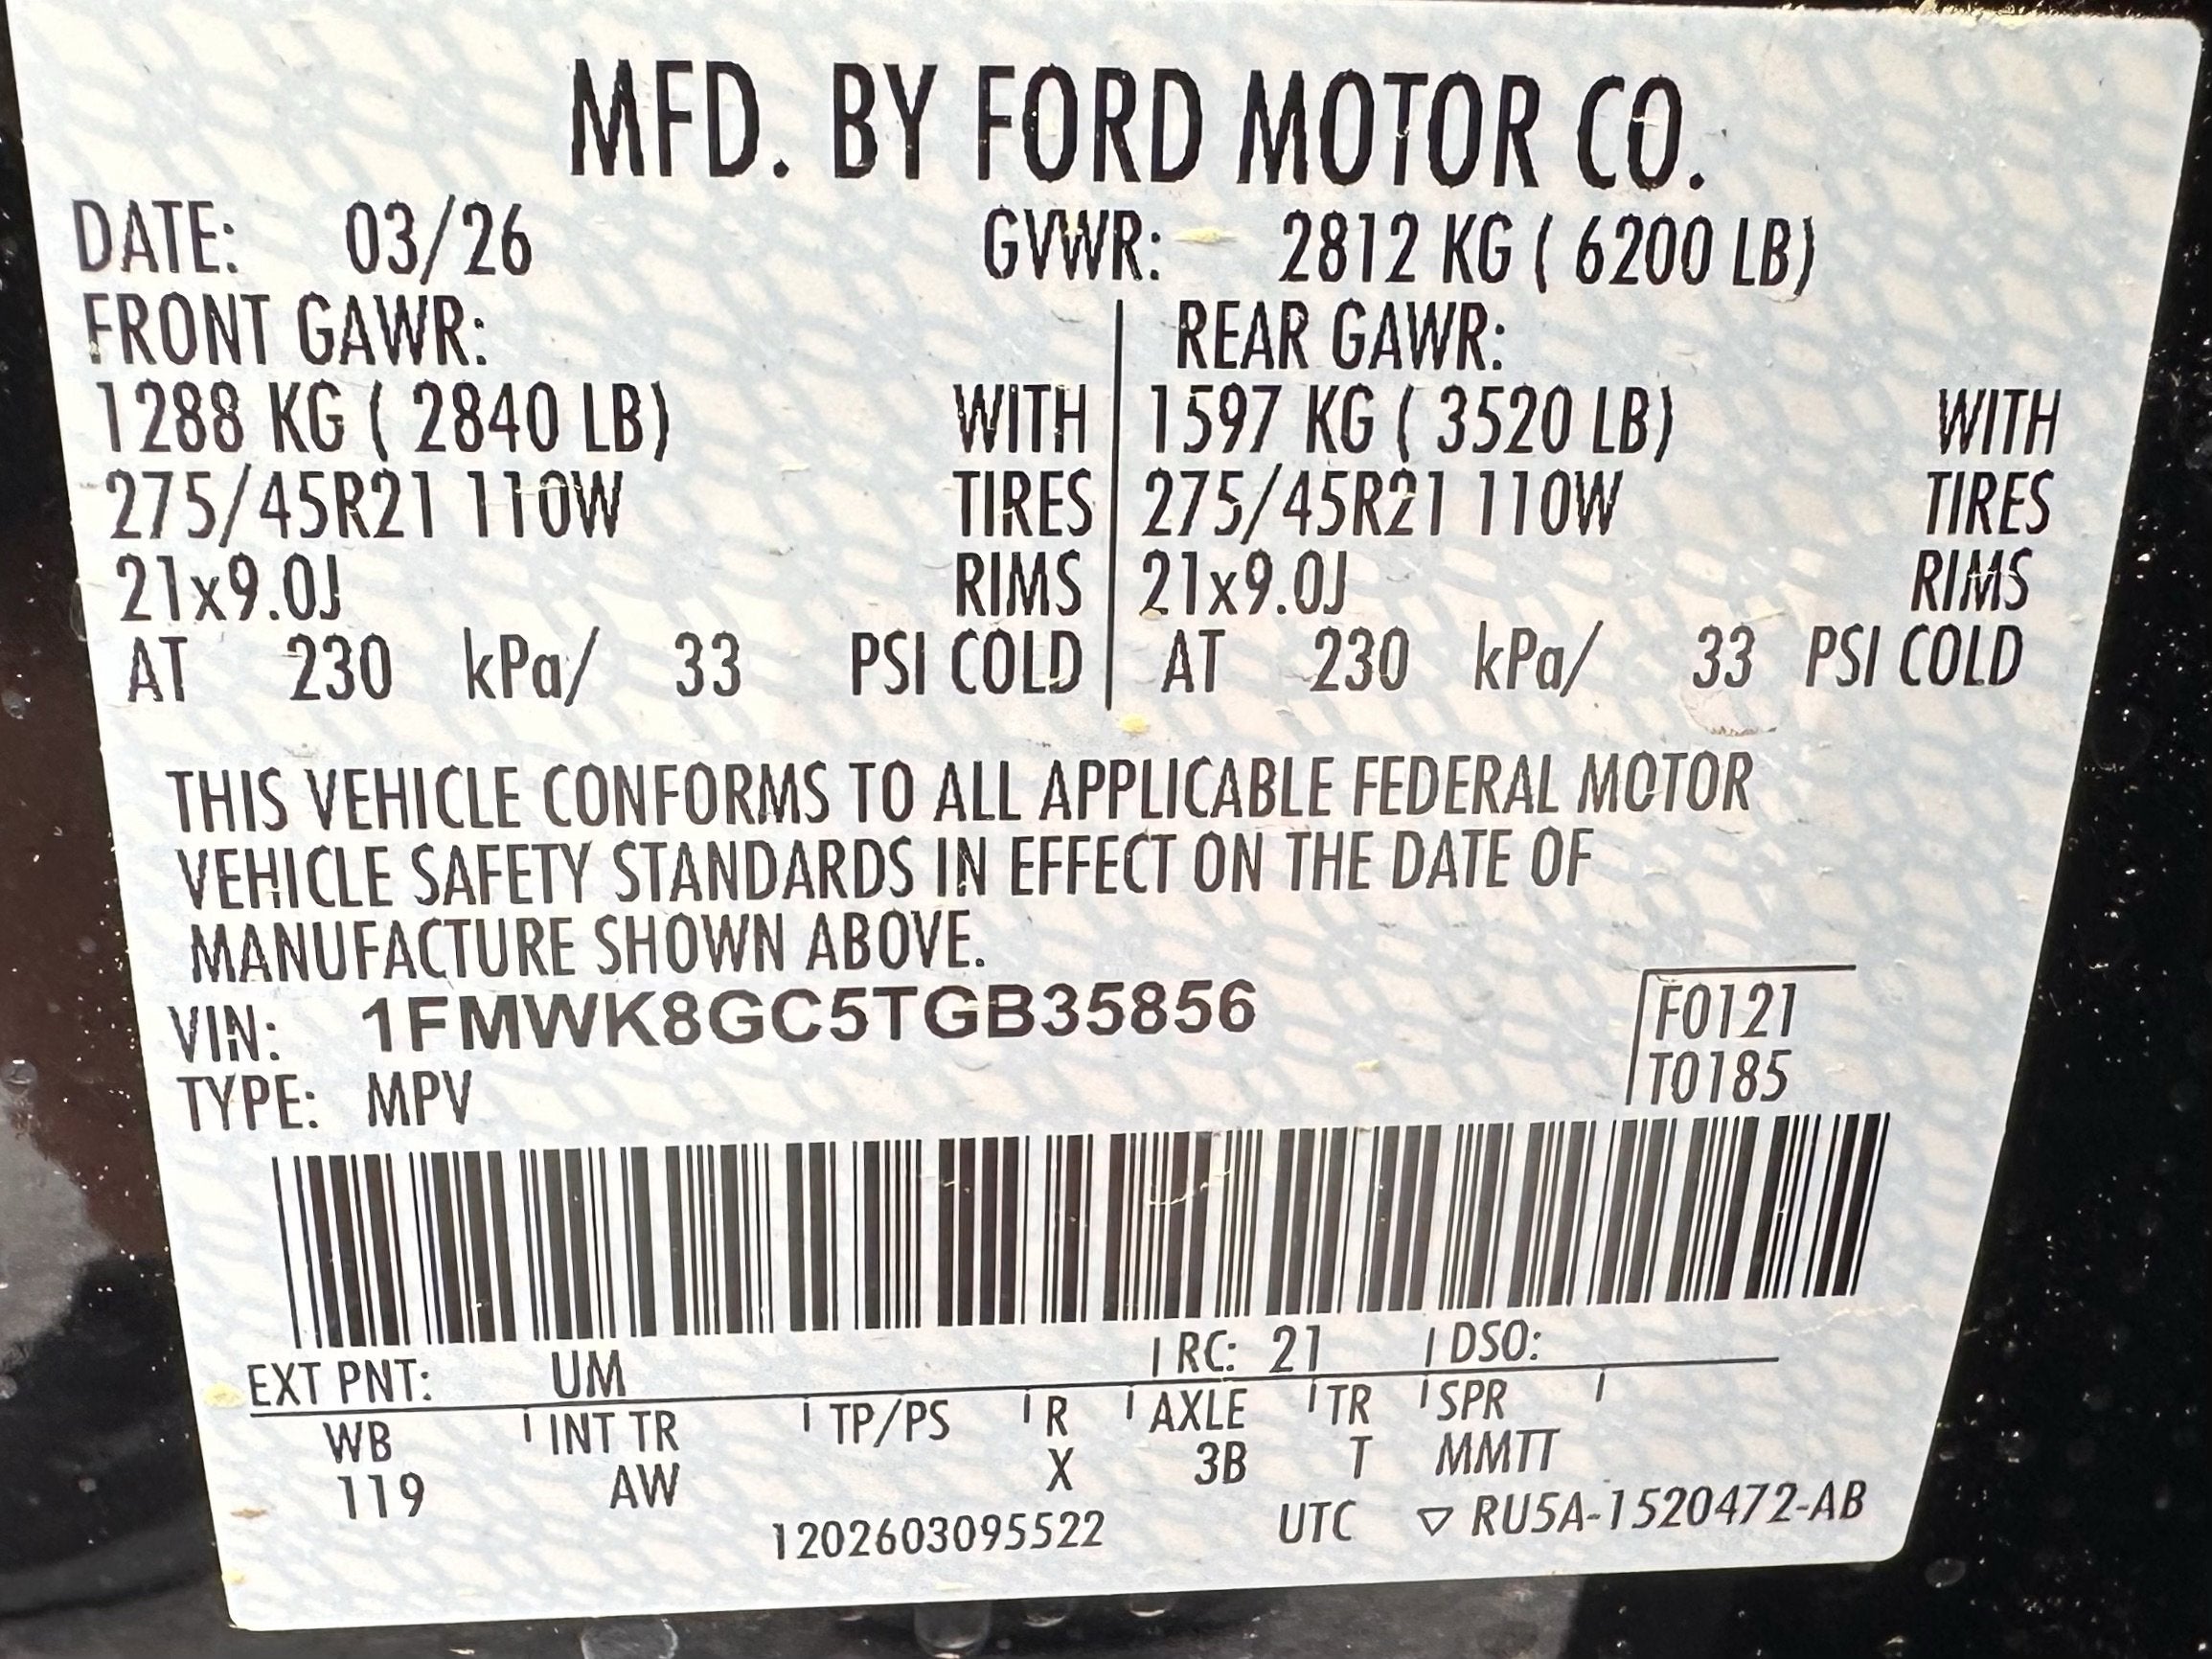 MFD. BY FORD MOTOR CO.
DATE: 03/26 GVWR: 2812 KG ( 6200 LB)
FRONT GAWR: REAR GAWR:
1288 KG ( 2840 LB) WITH 1597 KG ( 3520 LB) WITH
275/45R21 110W TIRES 275/45R21 110W TIRES
21x9.0J RIMS 21x9.0J RIMS
AT 230 kPa/ 33 PSI COLD AT 230 kPa/ 33 PSI COLD
THIS VEHICLE CONFORMS TO ALL APPLICABLE FEDERAL MOTOR
VEHICLE SAFETY STANDARDS IN EFFECT ON THE DATE OF
MANUFACTURE SHOWN ABOVE.
VIN: 1FMWK8GC5TGB35856 F0121
TYPE: MPV T0185
EXT PNT: UM RC: 21 DSO:
WB INT TR TP/PS R AXLE TR SPR
119 AW X 3B T MMTT
1202603095522 UTC ▽ RU5A-1520472-AB